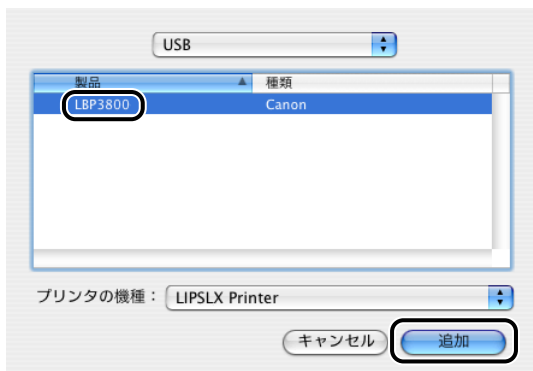 USB
製品 種類
LBP3800 Canon
プリンタの機種： LIPSLX Printer
キャンセル 追加